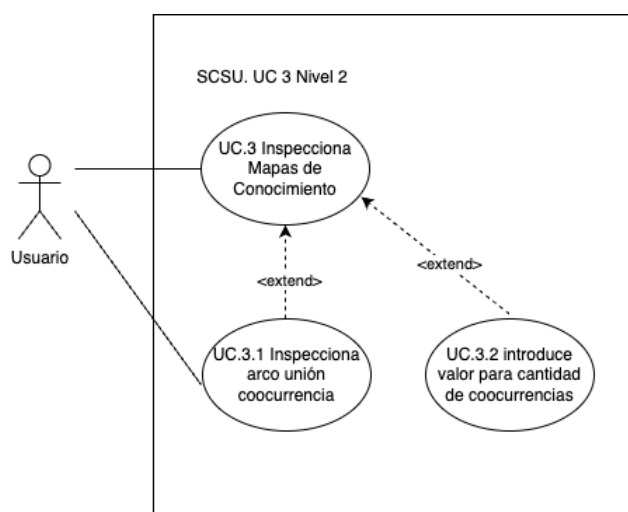 SCSU. UC 3 Nivel 2
UC.3 Inspecciona
Mapas de
Conocimiento
Usuario
<extend>
<extend>
UC.3.1 Inspecciona
arco unión
coocurrencia
UC.3.2 introduce
valor para cantidad
de coocurrencias